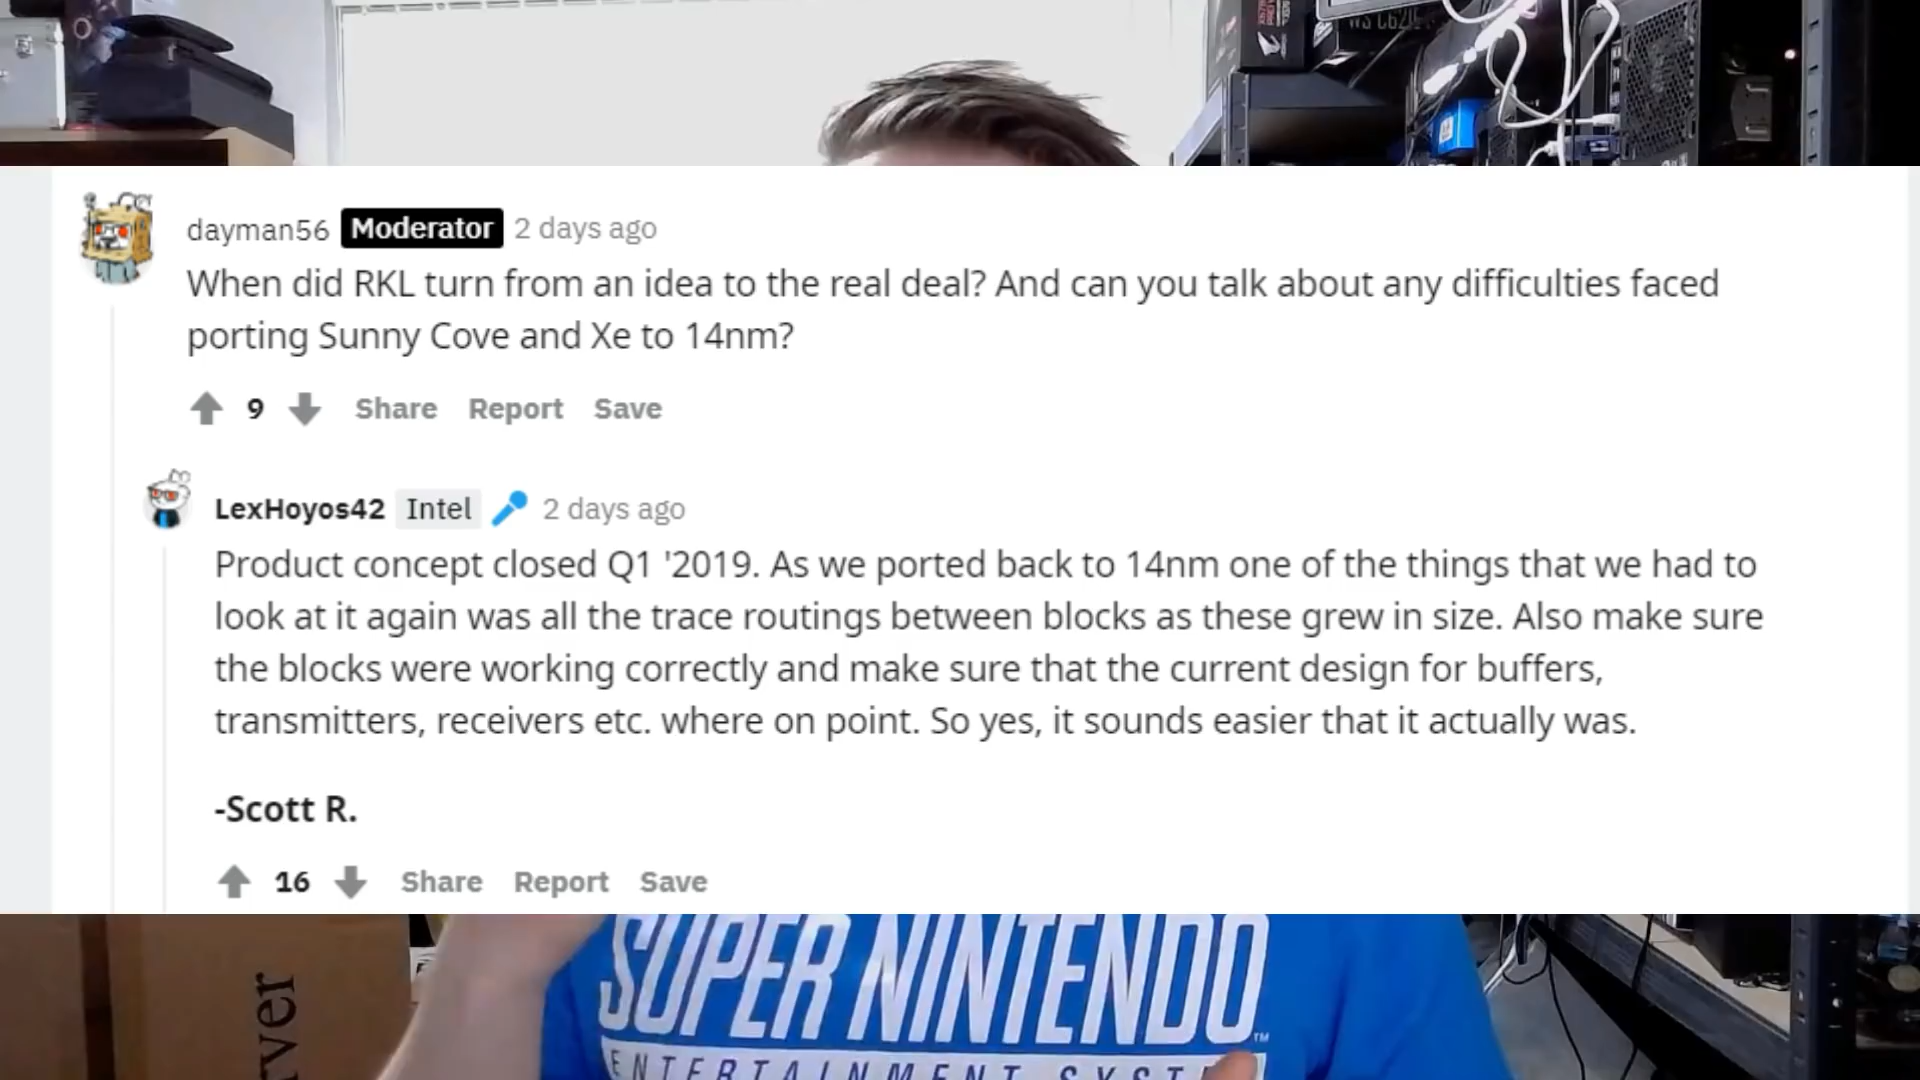 WS C621
dayman56 Moderator 2 days ago
When did RKL turn from an idea to the real deal? And can you talk about any difficulties faced
porting Sunny Cove and Xe to 14nm?
9 Share Report Save
LexHoyos42 Intel 2 days ago
Product concept closed Q1 '2019. As we ported back to 14nm one of the things that we had to
look at it again was all the trace routings between blocks as these grew in size. Also make sure
the blocks were working correctly and make sure that the current design for buffers,
transmitters, receivers etc. where on point. So yes, it sounds easier that it actually was.
-Scott R.
16 Share Report Save
rver
SUPER NINTENDO
TM
ENTERTAINMENT SYST